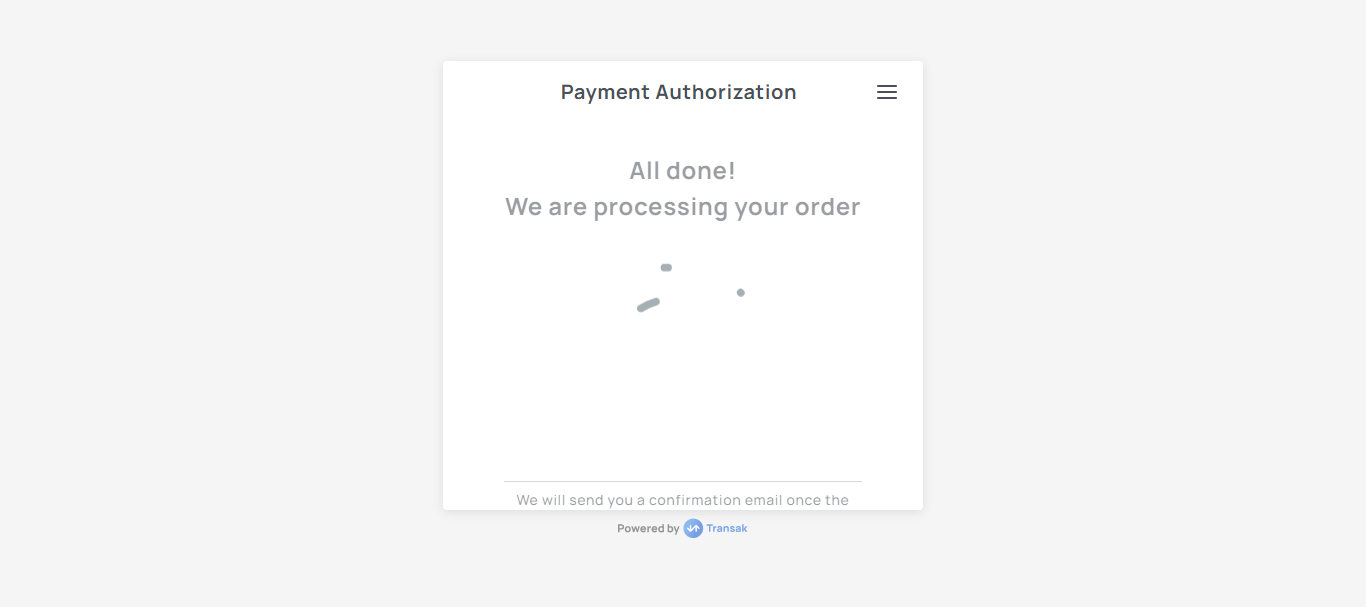 Payment Authorization
All done!
We are processing your order
We will send you a confirmation email once the
Powered by Transak